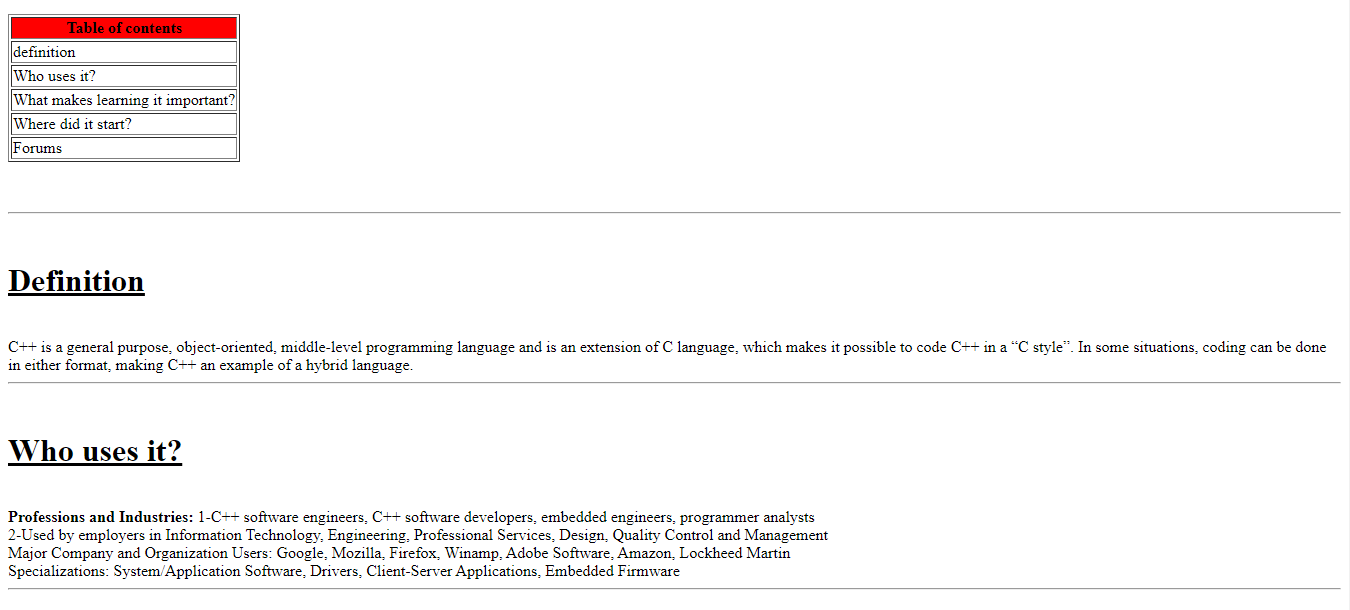 Table of contents
definition
Who uses it?
What makes learning it important?
Where did it start?
Forums
Definition
C++ is a general purpose, object-oriented, middle-level programming language and is an extension of C language, which makes it possible to code C++ in a “C style”. In some situations, coding can be done
in either format, making C++ an example of a hybrid language.
Who uses it?
Professions and Industries: 1-C++ software engineers, C++ software developers, embedded engineers, programmer analysts
2-Used by employers in Information Technology, Engineering, Professional Services, Design, Quality Control and Management
Major Company and Organization Users: Google, Mozilla, Firefox, Winamp, Adobe Software, Amazon, Lockheed Martin
Specializations: System/Application Software, Drivers, Client-Server Applications, Embedded Firmware